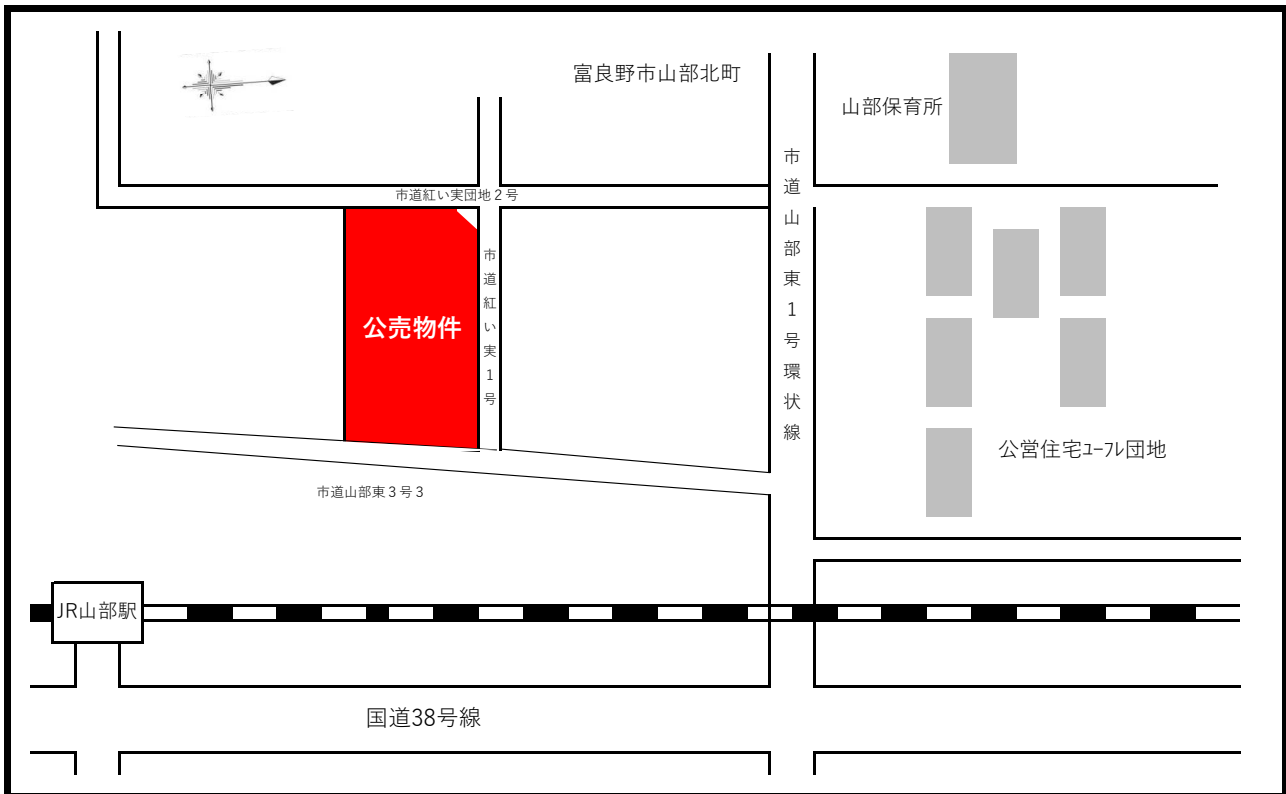 富良野市山部北町
山部保育所
市道山部東１号環状線
市道紅い実団地２号
市道紅い実１号
公売物件
公営住宅ﾕｰﾌﾚ団地
市道山部東３号３
JR山部駅
国道38号線